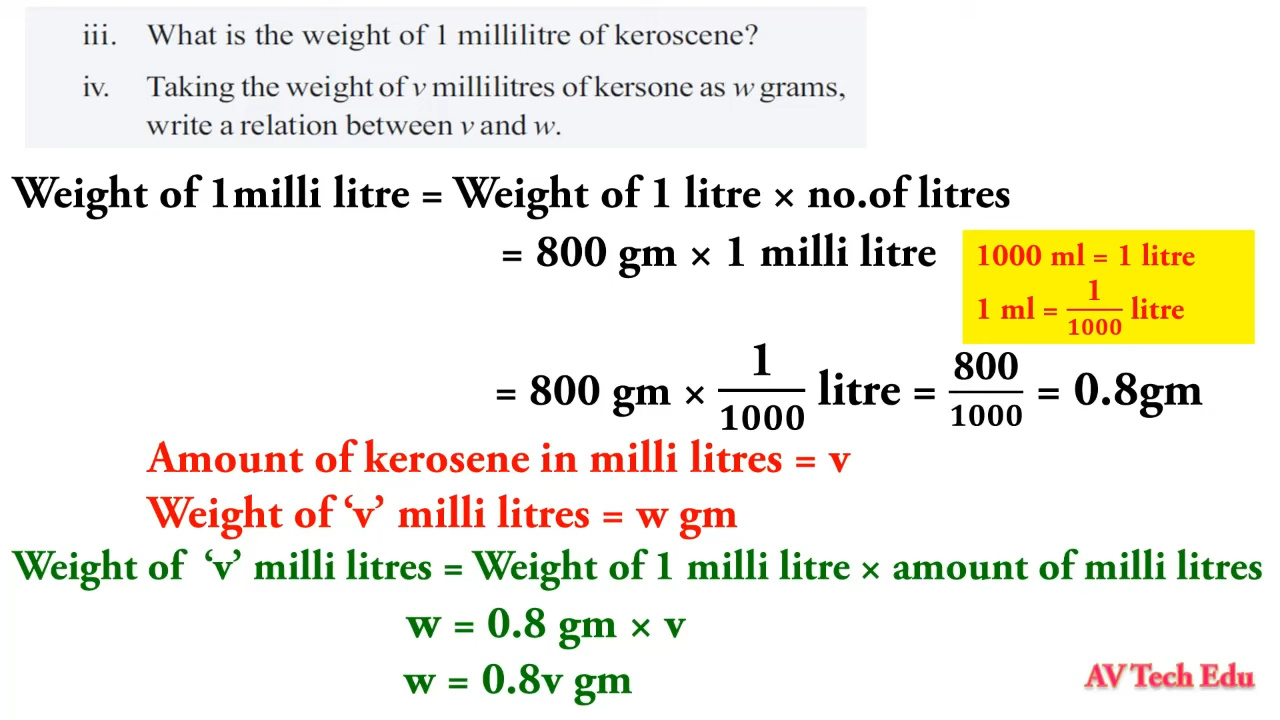 iii. What is the weight of 1 millilitre of keroscene?
iv. Taking the weight of v millilitres of kersone as w grams,
write a relation between v and w.
Weight of 1milli litre = Weight of 1 litre × no.of litres
= 800 gm × 1 milli litre
1000 ml = 1 litre
1 ml = 1/1000 litre
= 800 gm × 1/1000 litre = 800/1000 = 0.8gm
Amount of kerosene in milli litres = v
Weight of ‘v’ milli litres = w gm
Weight of ‘v’ milli litres = Weight of 1 milli litre × amount of milli litres
w = 0.8 gm × v
w = 0.8v gm
AV Tech Edu